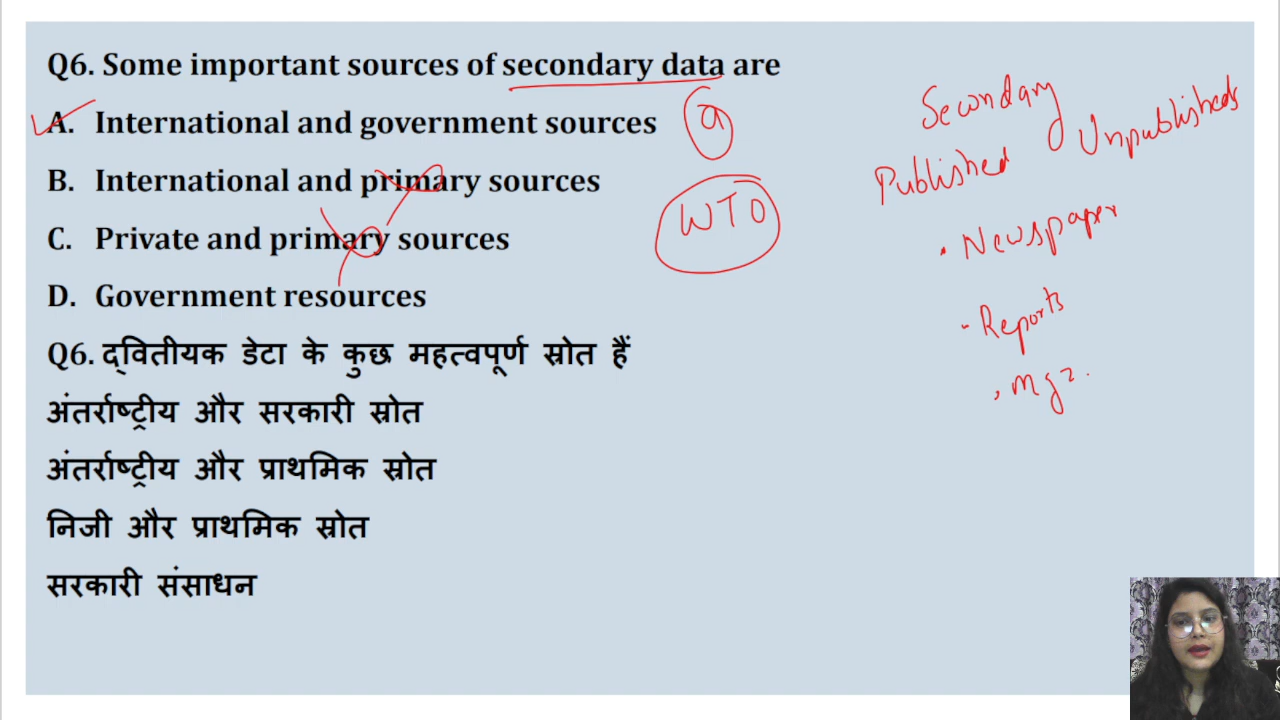 Q6. Some important sources of secondary data are
A. International and government sources
B. International and primary sources
C. Private and primary sources
D. Government resources
Q6. द्वितीयक डेटा के कुछ महत्वपूर्ण स्रोत हैं
अंतर्राष्ट्रीय और सरकारी स्रोत
अंतर्राष्ट्रीय और प्राथमिक स्रोत
निजी और प्राथमिक स्रोत
सरकारी संसाधन
a
WTO
Secondary
Published Unpublisheds
• Newspaper
- Reports
, mgz.